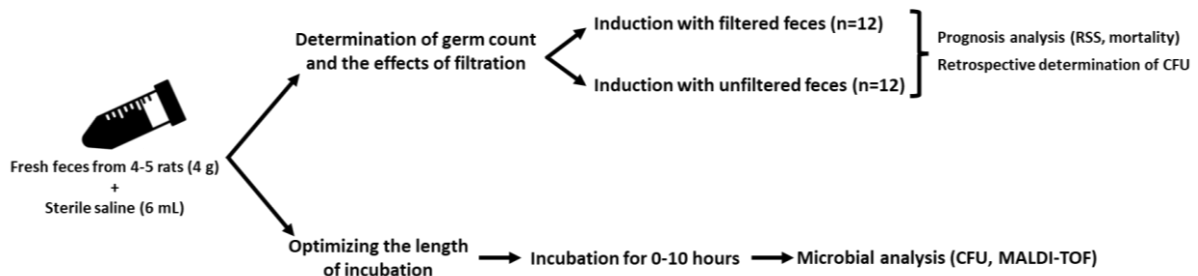 Fresh feces from 4-5 rats (4 g)
+
Sterile saline (6 mL)
Determination of germ count
and the effects of filtration
Induction with filtered feces (n=12)
Induction with unfiltered feces (n=12)
Prognosis analysis (RSS, mortality)
Retrospective determination of CFU
Optimizing the length
of incubation
Incubation for 0-10 hours
Microbial analysis (CFU, MALDI-TOF)